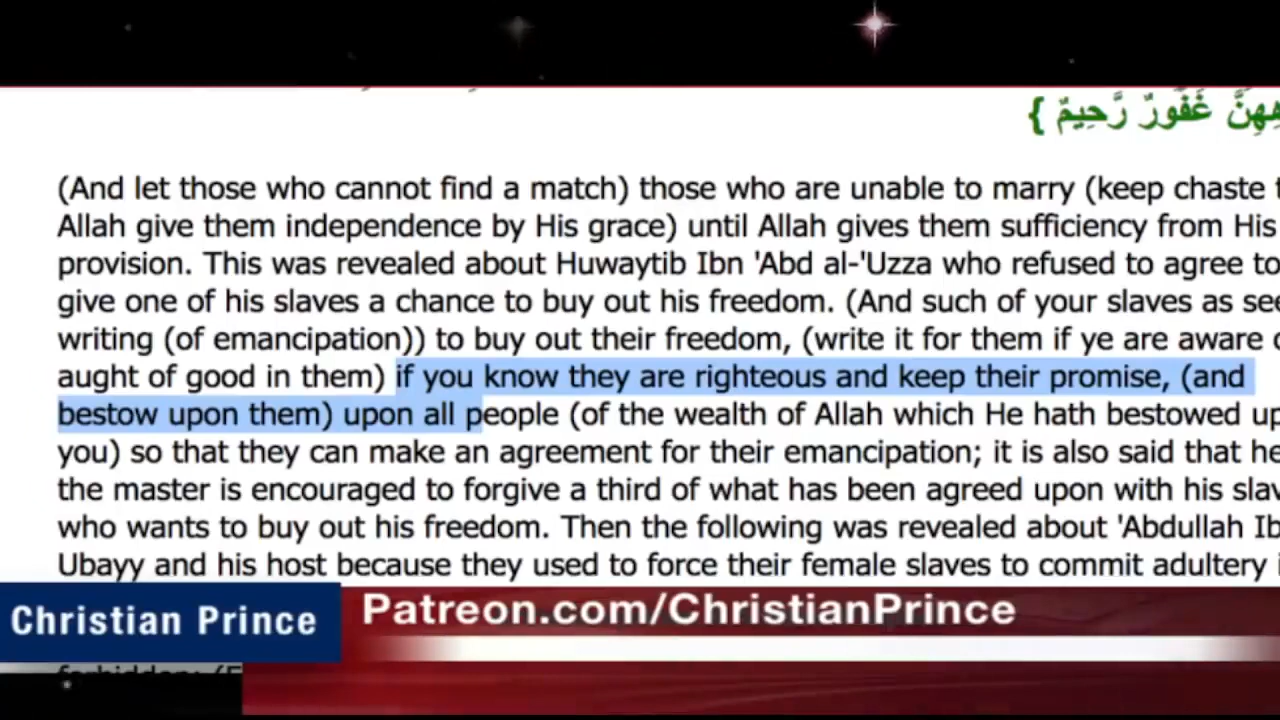 غَفُورٌ رَّحِيمٌ }
(And let those who cannot find a match) those who are unable to marry (keep chaste
Allah give them independence by His grace) until Allah gives them sufficiency from His
provision. This was revealed about Huwaytib Ibn 'Abd al-'Uzza who refused to agree to
give one of his slaves a chance to buy out his freedom. (And such of your slaves as
writing (of emancipation)) to buy out their freedom, (write it for them if ye are aware
aught of good in them) if you know they are righteous and keep their promise, (and
bestow upon them) upon all people (of the wealth of Allah which He hath bestowed
you) so that they can make an agreement for their emancipation; it is also said that
the master is encouraged to forgive a third of what has been agreed upon with his
who wants to buy out his freedom. Then the following was revealed about 'Abdullah
Ubayy and his host because they used to force their female slaves to commit adultery
Christian Prince
Patreon.com/ChristianPrince